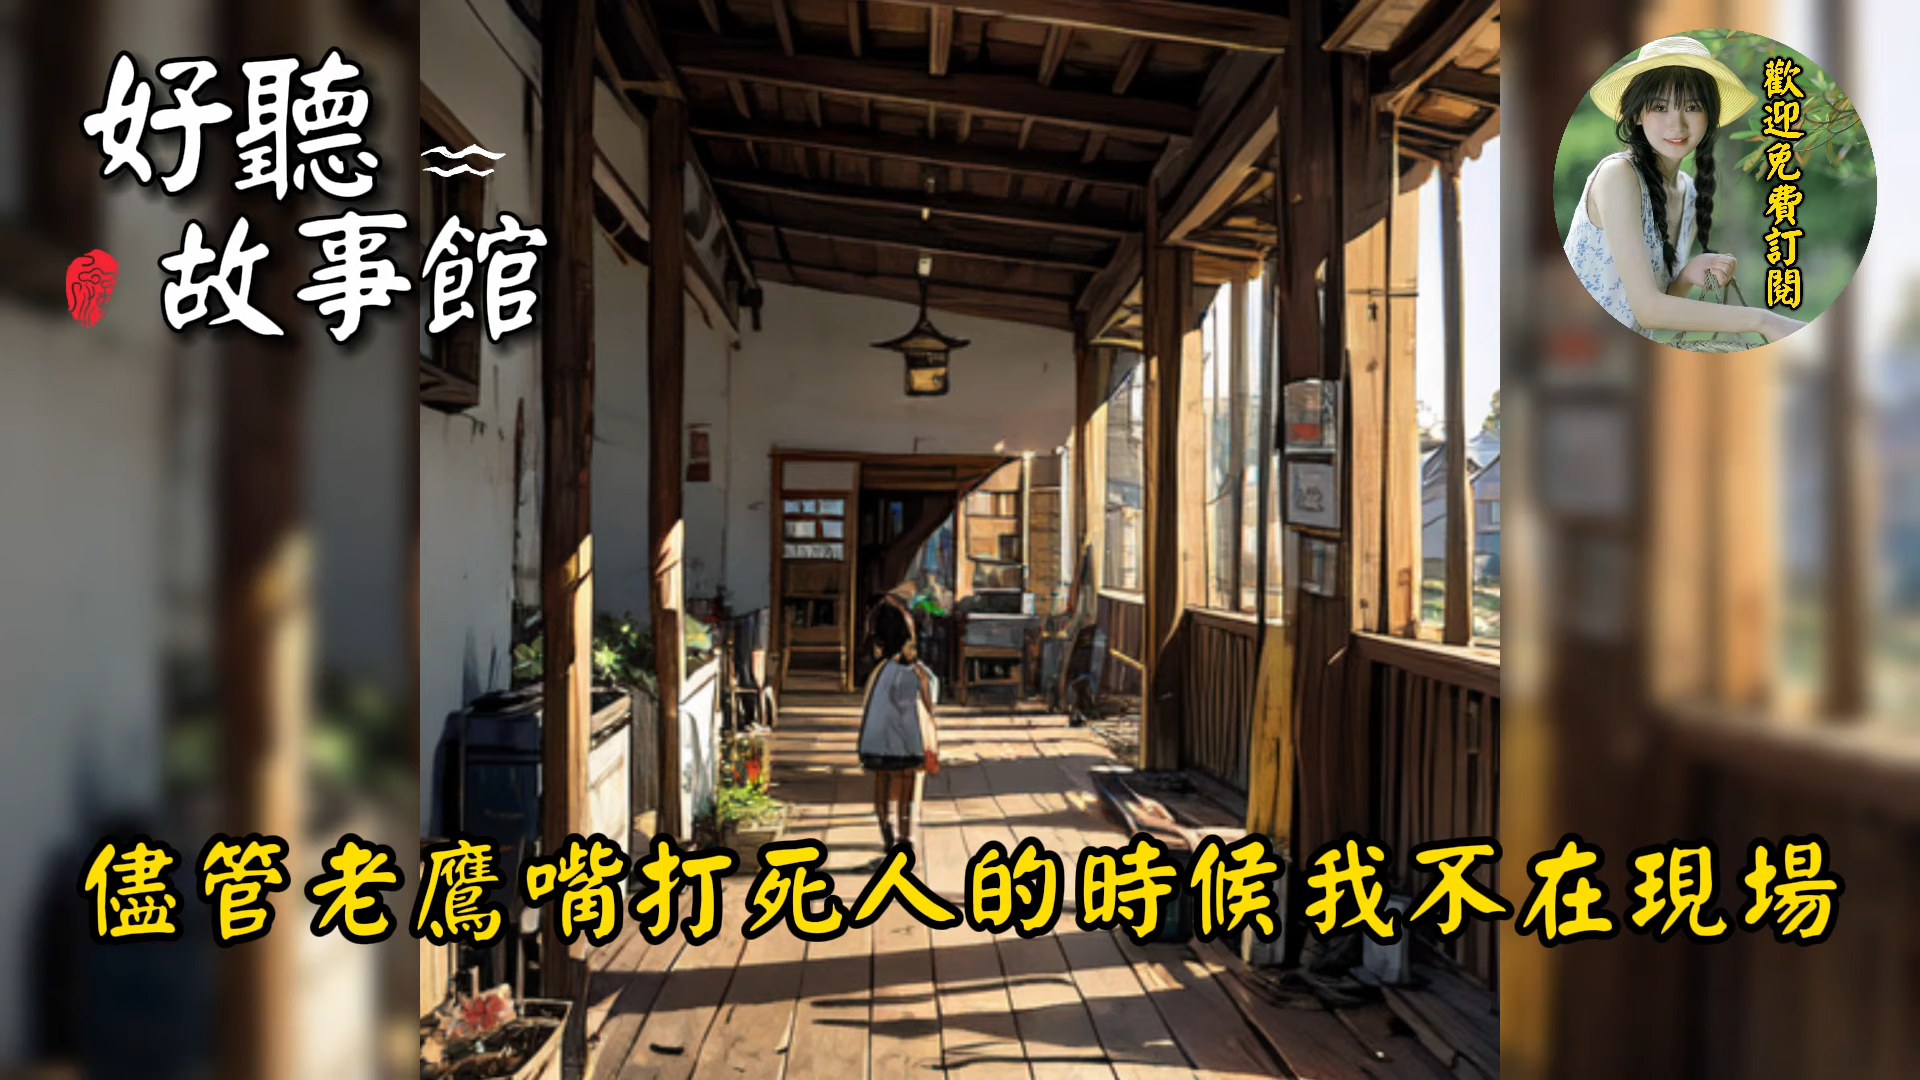 好聽
故事館
歡迎免費訂閱
儘管老鷹嘴打死人的時候我不在現場